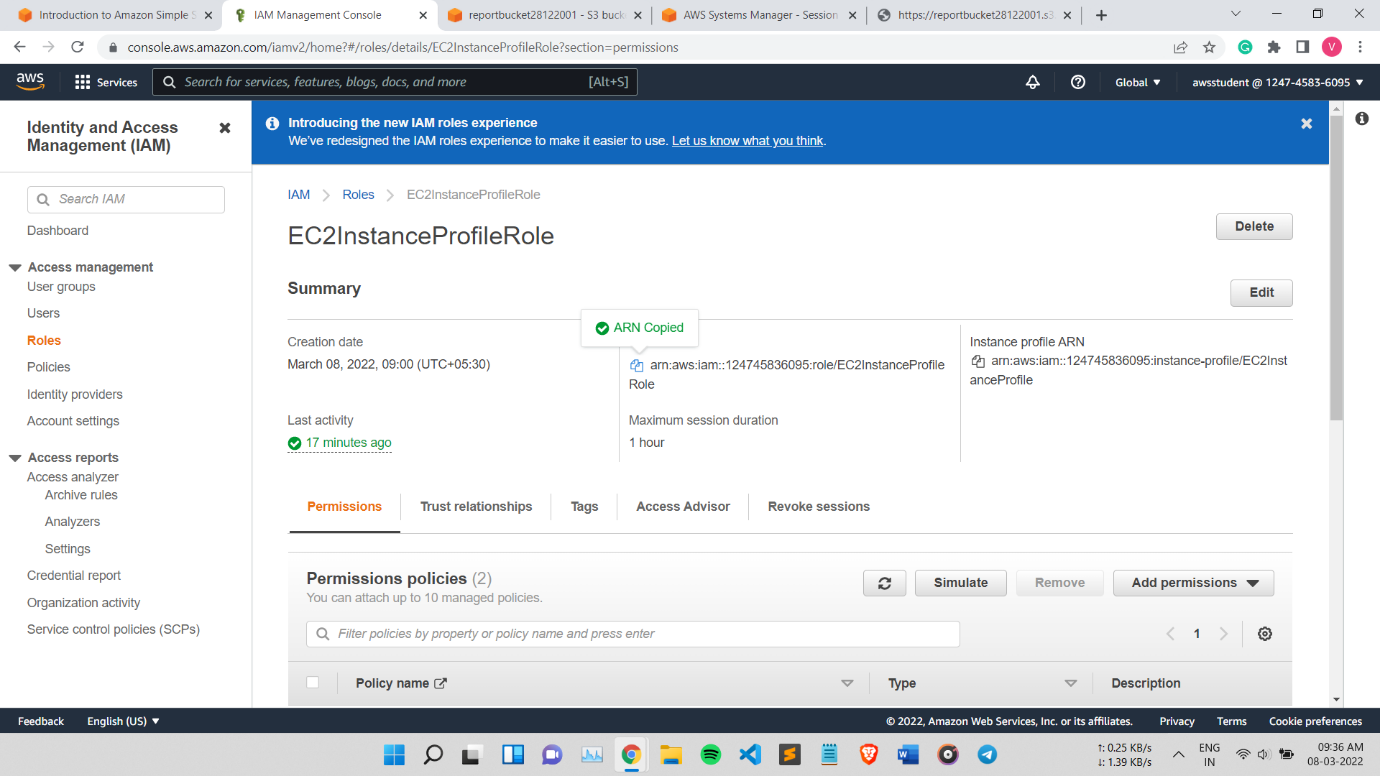 Introduction to Amazon Simple S
IAM Management Console
reportbucket28122001 - S3 buck
AWS Systems Manager - Session
https://reportbucket28122001.s3
console.aws.amazon.com/iamv2/home?#/roles/details/EC2InstanceProfileRole?section=permissions
V
aws
Services
Search for services, features, blogs, docs, and more
[Alt+S]
Global
awsstudent @ 1247-4583-6095
Identity and Access
Management (IAM)
Search IAM
Dashboard
Access management
User groups
Users
Roles
Policies
Identity providers
Account settings
Access reports
Access analyzer
Archive rules
Analyzers
Settings
Credential report
Organization activity
Service control policies (SCPs)
Introducing the new IAM roles experience
We've redesigned the IAM roles experience to make it easier to use. Let us know what you think.
IAM
Roles
EC2InstanceProfileRole
EC2InstanceProfileRole
Delete
Summary
Edit
Creation date
March 08, 2022, 09:00 (UTC+05:30)
ARN Copied
arn:aws:iam::124745836095:role/EC2InstanceProfile
Role
Instance profile ARN
arn:aws:iam::124745836095:instance-profile/EC2Inst
anceProfile
Last activity
17 minutes ago
Maximum session duration
1 hour
Permissions
Trust relationships
Tags
Access Advisor
Revoke sessions
Permissions policies (2)
You can attach up to 10 managed policies.
Simulate
Remove
Add permissions
Filter policies by property or policy name and press enter
1
Policy name
Type
Description
Feedback
English (US)
© 2022, Amazon Web Services, Inc. or its affiliates.
Privacy
Terms
Cookie preferences
↑: 0.25 KB/s
↓: 1.39 KB/s
ENG
IN
09:36 AM
08-03-2022